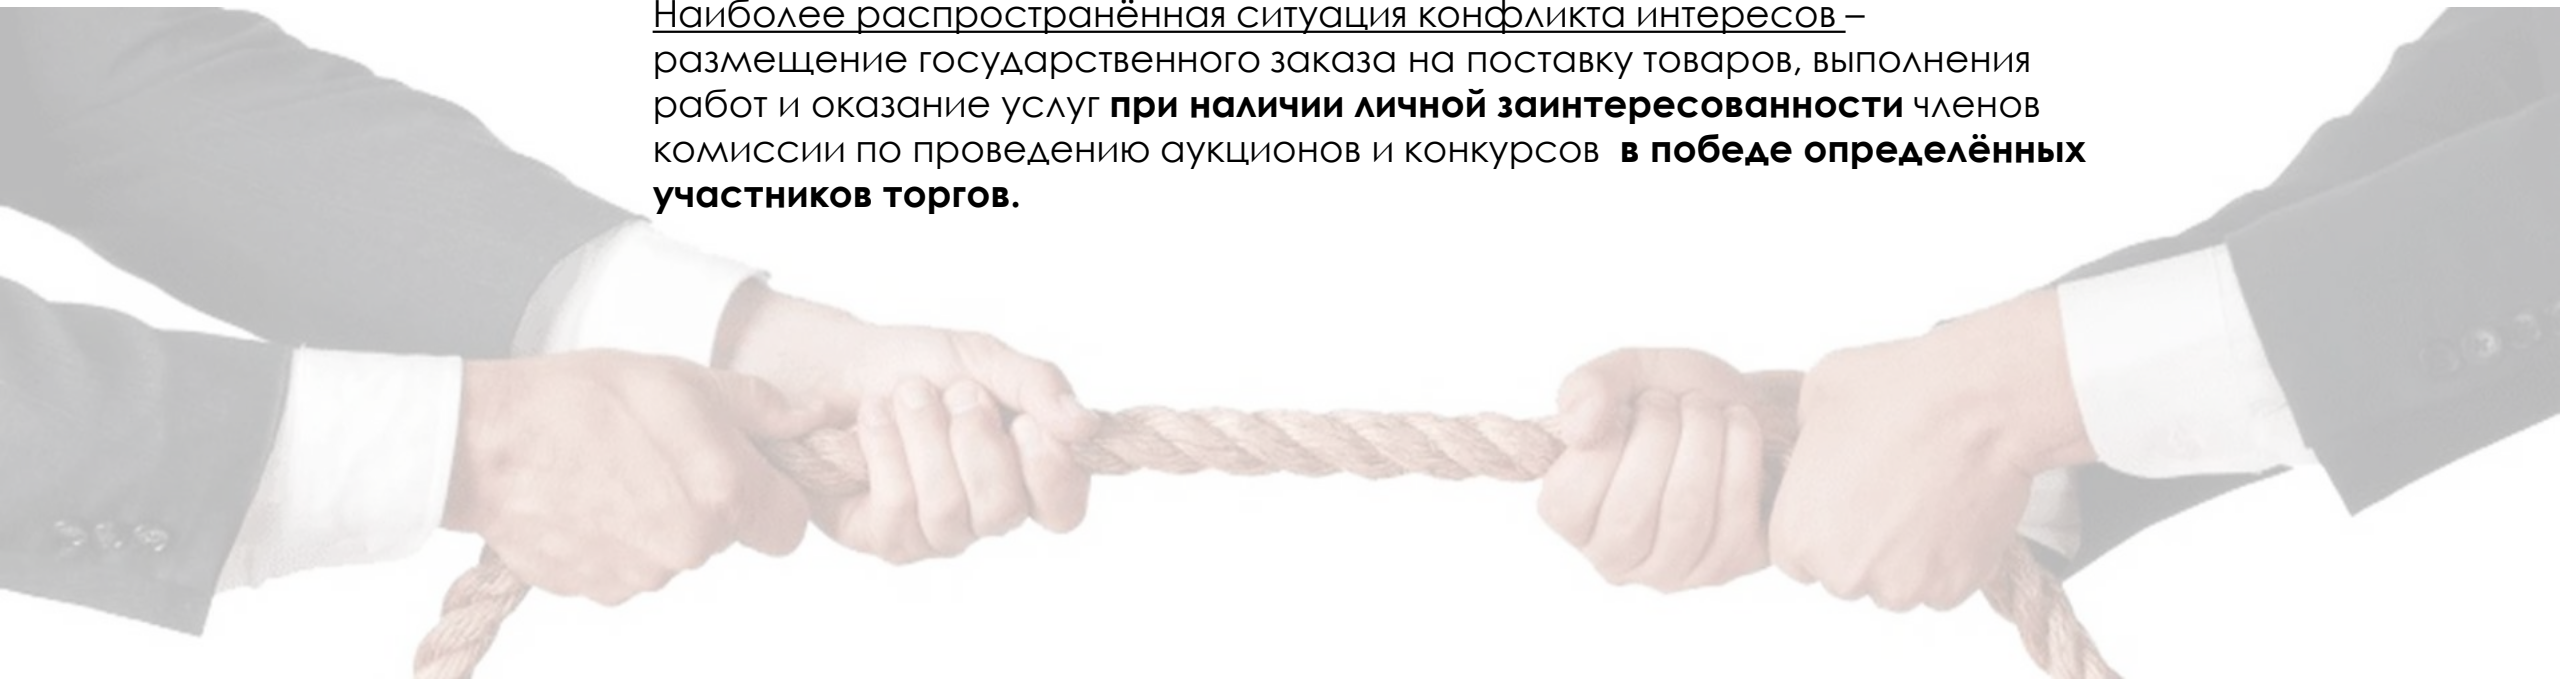 Наиболее распространённая ситуация конфликта интересов –
размещение государственного заказа на поставку товаров, выполнения
работ и оказание услуг при наличии личной заинтересованности членов
комиссии по проведению аукционов и конкурсов  в победе определённых
участников торгов.